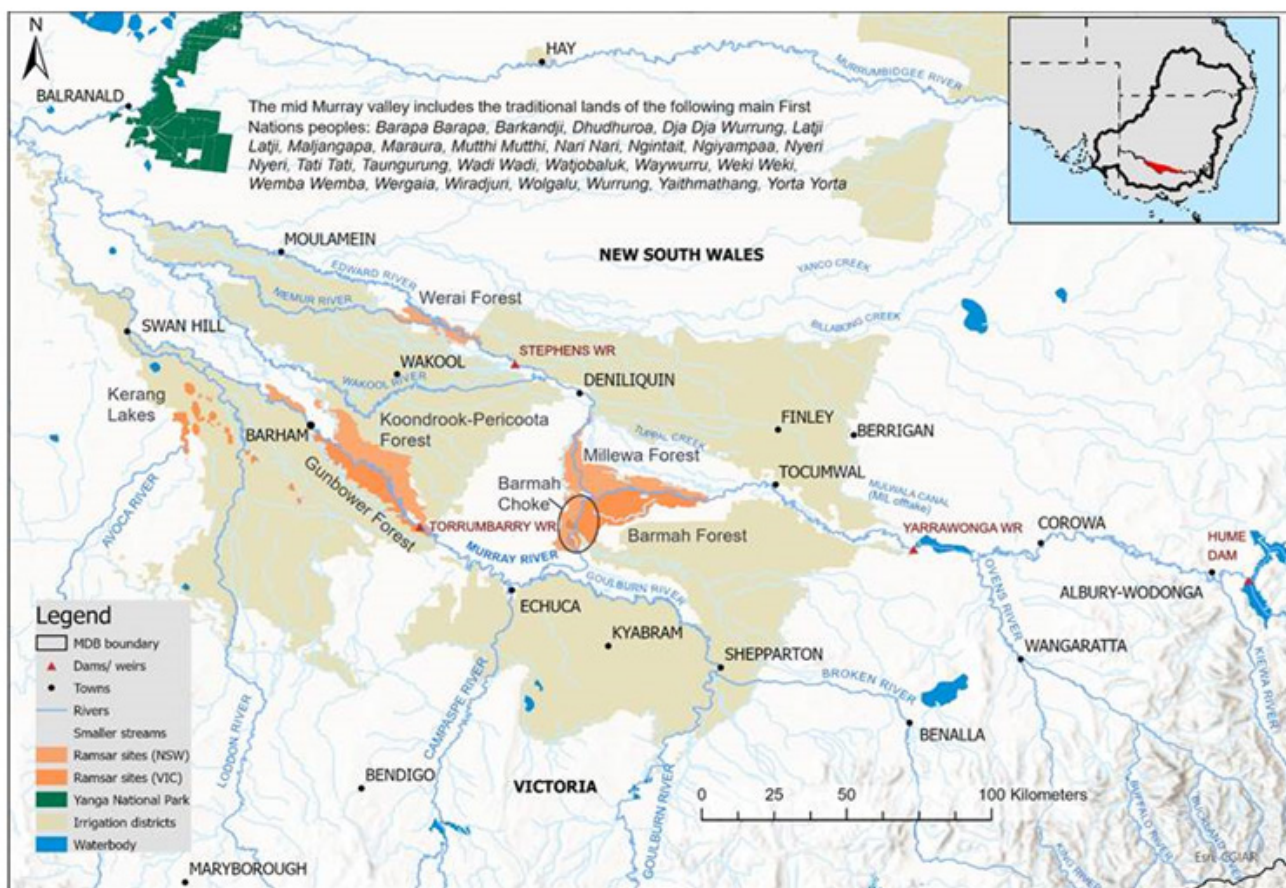 N
HAY
MURRUMBIDGEE RIVER
BALRANALD
The mid Murray valley includes the traditional lands of the following main First
Nations peoples: Barapa Barapa, Barkandji, Dhudhuroa, Dja Dja Wurrung, Latji
Latji, Maljangapa, Maraura, Mutthi Mutthi, Nari Nari, Ngintait, Ngiyampaa, Nyeri
Nyeri, Tati Tati, Taungurung, Wadi Wadi, Watjobaluk, Waywurru, Weki Weki,
Wemba Wemba, Wergaia, Wiradjuri, Wolgalu, Wurrung, Yaithmathang, Yorta Yorta
MOULAMEIN
NEW SOUTH WALES
EDWARD RIVER
YANCO CREEK
NIEMUR RIVER
Werai Forest
BILLABONG CREEK
SWAN HILL
STEPHENS WR
WAKOOL
WAKOOL RIVER
DENILIQUIN
Kerang
Lakes
Koondrook-Pericoota
Forest
FINLEY
BERRIGAN
BARHAM
TUPPAL CREEK
Millewa Forest
TOCUMWAL
Gunbower Forest
Barmah
Choke
MULWALA CANAL
(MIL offtake)
AVOCA RIVER
TORRUMBARRY WR
Barmah Forest
YARRAWONGA WR
COROWA
HUME
DAM
MURRAY RIVER
GOULBURN RIVER
OVENS RIVER
ALBURY-WODONGA
ECHUCA
KYABRAM
SHEPPARTON
WANGARATTA
KIEWA RIVER
BROKEN RIVER
LODDON RIVER
CAMPASPE RIVER
BENALLA
BENDIGO
VICTORIA
0 25 50 100 Kilometers
GOULBURN RIVER
BUFFALO RIVER
KING RIVER
MARYBOROUGH
Legend
MDB boundary
Dams/ weirs
Towns
Rivers
Smaller streams
Ramsar sites (NSW)
Ramsar sites (VIC)
Yanga National Park
Irrigation districts
Waterbody
Esri, CGIAR